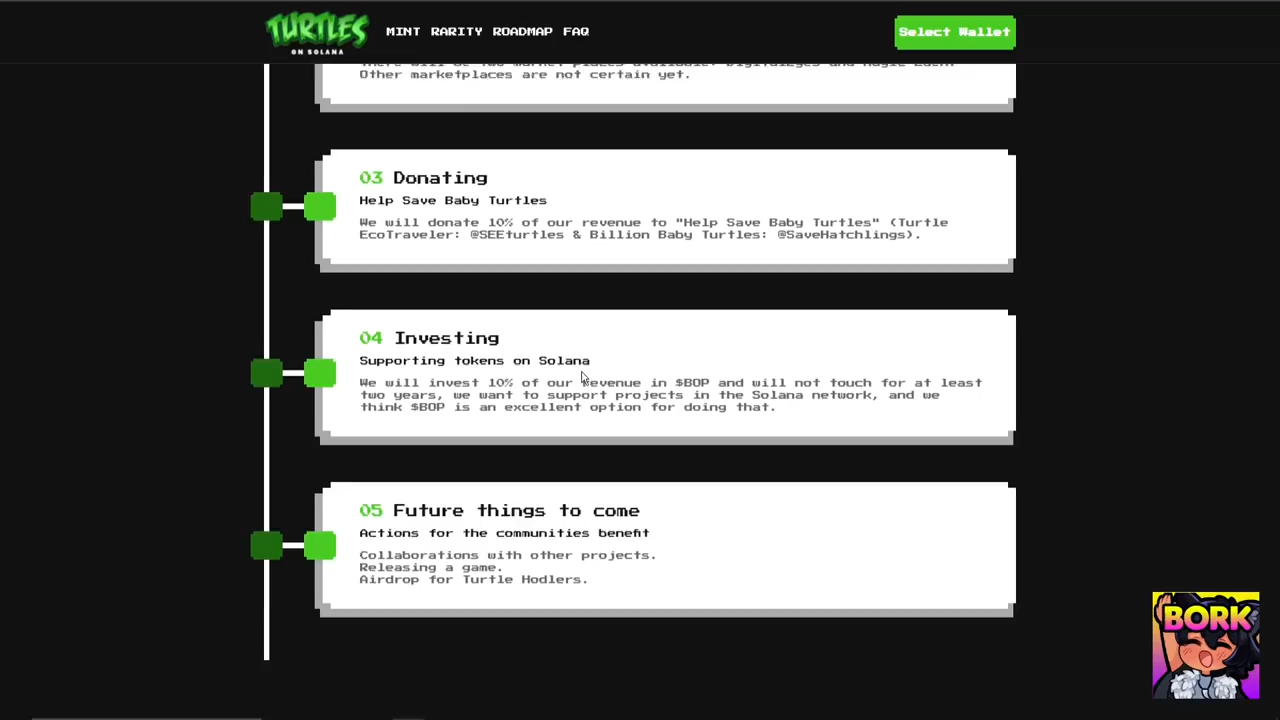 TURTLES
ON SOLANA
MINT RARITY ROADMAP FAQ
Select Wallet
Other marketplaces are not certain yet.
03 Donating
Help Save Baby Turtles
We will donate 10% of our revenue to "Help Save Baby Turtles" (Turtle
EcoTraveler: @SEEturtles & Billion Baby Turtles: @SaveHatchlings).
04 Investing
Supporting tokens on Solana
We will invest 10% of our revenue in $BOP and will not touch for at least
two years, we want to support projects in the Solana network, and we
think $BOP is an excellent option for doing that.
05 Future things to come
Actions for the communities benefit
Collaborations with other projects.
Releasing a game.
Airdrop for Turtle Hodlers.
BORK